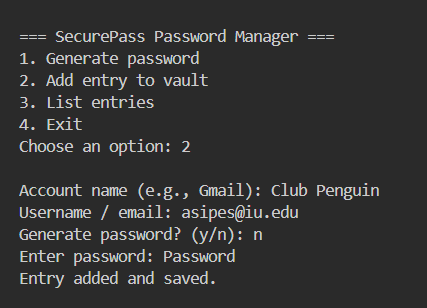 === SecurePass Password Manager ===
1. Generate password
2. Add entry to vault
3. List entries
4. Exit
Choose an option: 2
Account name (e.g., Gmail): Club Penguin
Username / email: asipes@iu.edu
Generate password? (y/n): n
Enter password: Password
Entry added and saved.